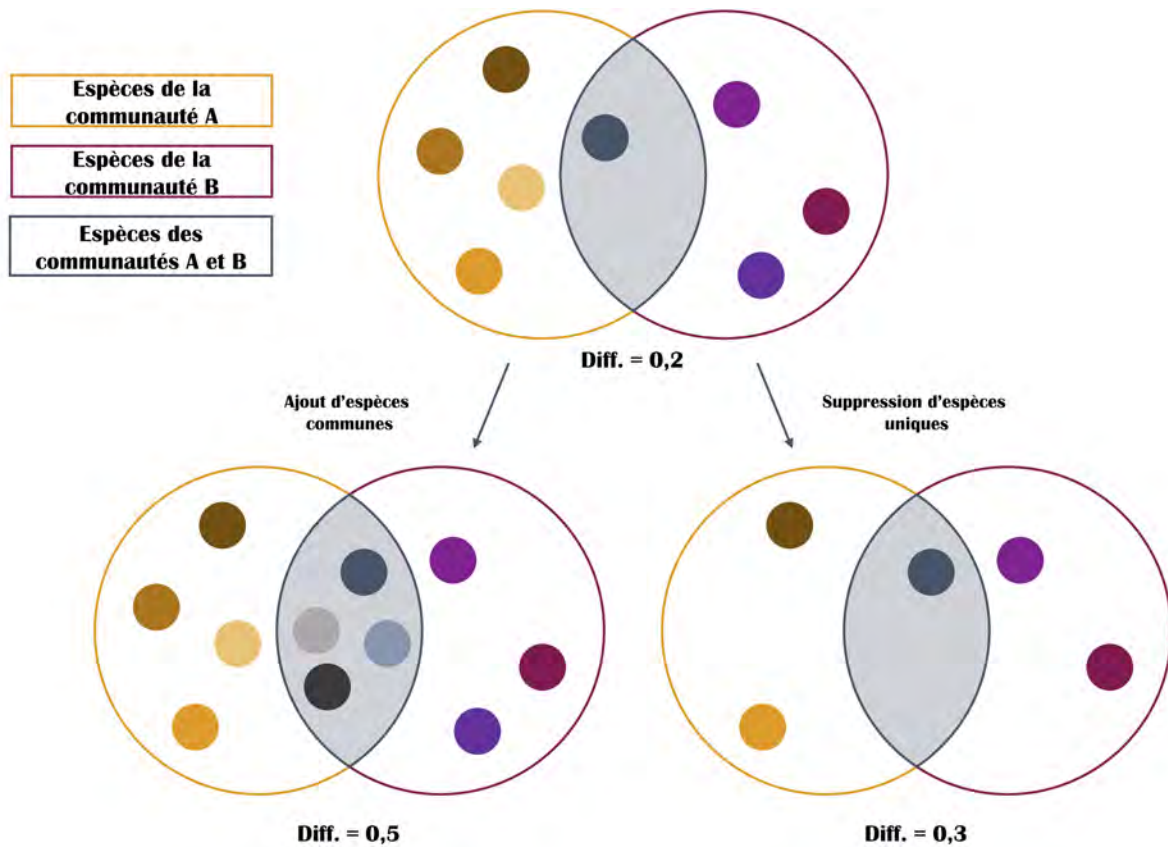 Espèces de la
communauté A
Espèces de la
communauté B
Espèces des
communautés A et B
Diff. = 0,2
Ajout d'espèces
communes
Suppression d'espèces
uniques
Diff. = 0,5
Diff. = 0,3